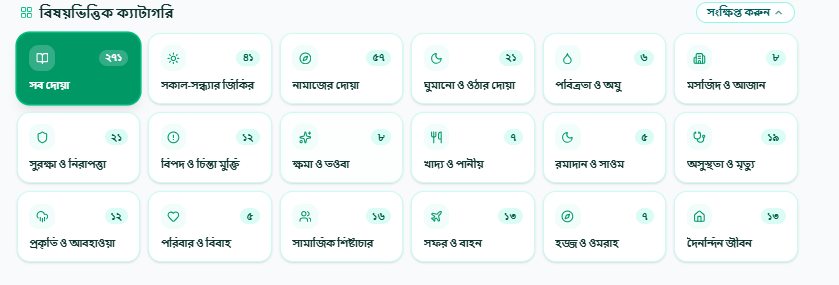 বিষয়ভিত্তিক ক্যাটাগরি
সংক্ষিপ্ত করুন
২৭১
সব দোয়া
৪১
সকাল-সন্ধ্যার জিকির
৫৭
নামাজের দোয়া
২১
ঘুমানো ও ওঠার দোয়া
৬
পবিত্রতা ও অযু
৮
মসজিদ ও আজান
২১
সুরক্ষা ও নিরাপত্তা
১২
বিপদ ও চিন্তা মুক্তি
৮
ক্ষমা ও তওবা
৭
খাদ্য ও পানীয়
৫
রমাদান ও সাওম
১৯
অসুস্থতা ও মৃত্যু
১২
প্রকৃতি ও আবহাওয়া
৫
পরিবার ও বিবাহ
১৬
সামাজিক শিষ্টাচার
১৩
সফর ও বাহন
৭
হজ্জ ও ওমরাহ
১৩
দৈনন্দিন জীবন